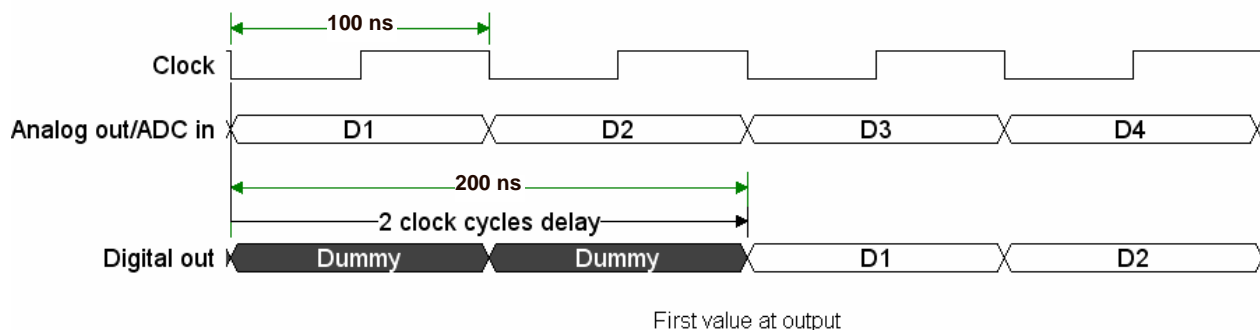 100 ns
Clock
Analog out/ADC in D1 D2 D3 D4
200 ns
2 clock cycles delay
Digital out Dummy Dummy D1 D2
First value at output